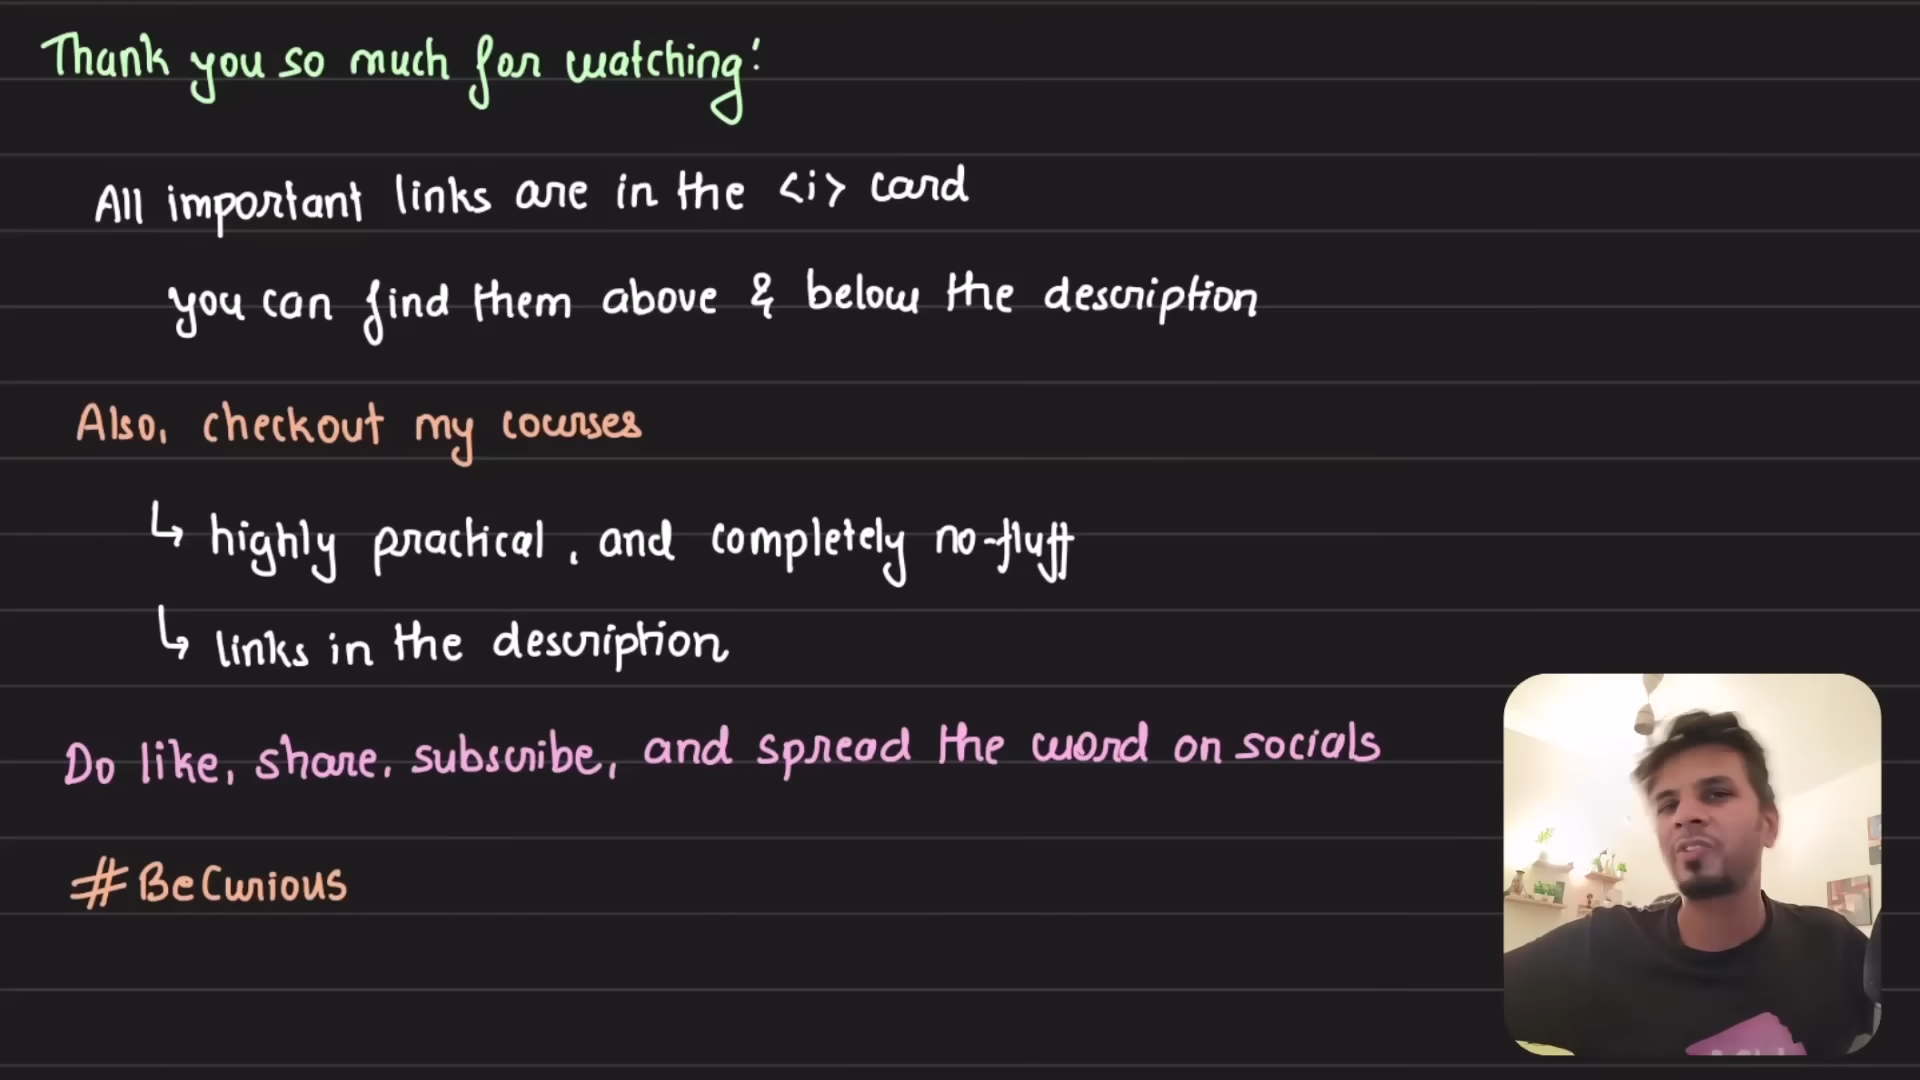 Thank you so much for watching!
All important links are in the <i> card
you can find them above & below the description
Also, checkout my courses
↳ highly practical, and completely no-fluff
↳ links in the description
Do like, share, subscribe, and spread the word on socials
#BeCurious